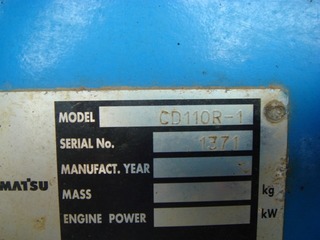 MODEL CD110R-1
SERIAL No. 1371
MANUFACT. YEAR
MATSU
MASS kg
ENGINE POWER kW